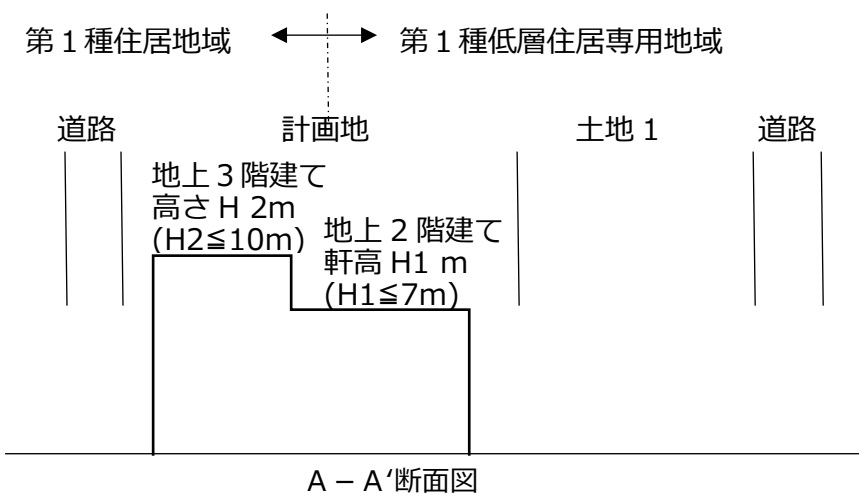 第１種住居地域
第１種低層住居専用地域
道路
計画地
土地１
道路
地上３階建て
高さＨ 2m
(H2≦10m)
地上２階建て
軒高 H1 m
(H1≦7m)
A－A‘断面図